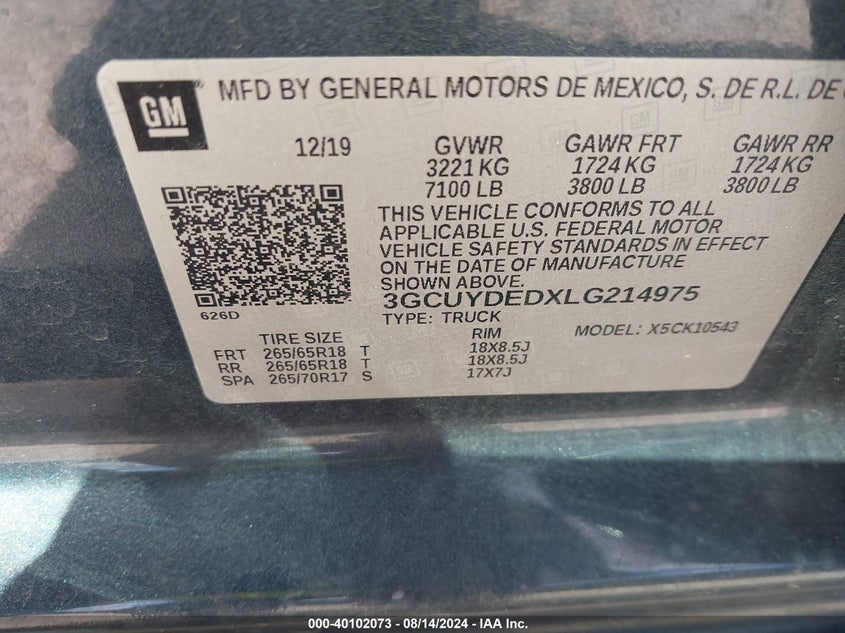 GM
MFD BY GENERAL MOTORS DE MEXICO, S. DE R.L. DE
12/19 GVWR GAWR FRT GAWR RR
3221 KG 1724 KG 1724 KG
7100 LB 3800 LB 3800 LB
THIS VEHICLE CONFORMS TO ALL
APPLICABLE U.S. FEDERAL MOTOR
VEHICLE SAFETY STANDARDS IN EFFECT
ON THE DATE OF MANUFACTURE
SHOWN ABOVE.
626D
3GCUYDEDXLG214975
TYPE: TRUCK MODEL: X5CK10543
TIRE SIZE RIM
FRT 265/65R18 T 18X8.5J
RR 265/65R18 T 18X8.5J
SPA 265/70R17 S 17X7J
000-40102073 - 08/14/2024 - IAA Inc.